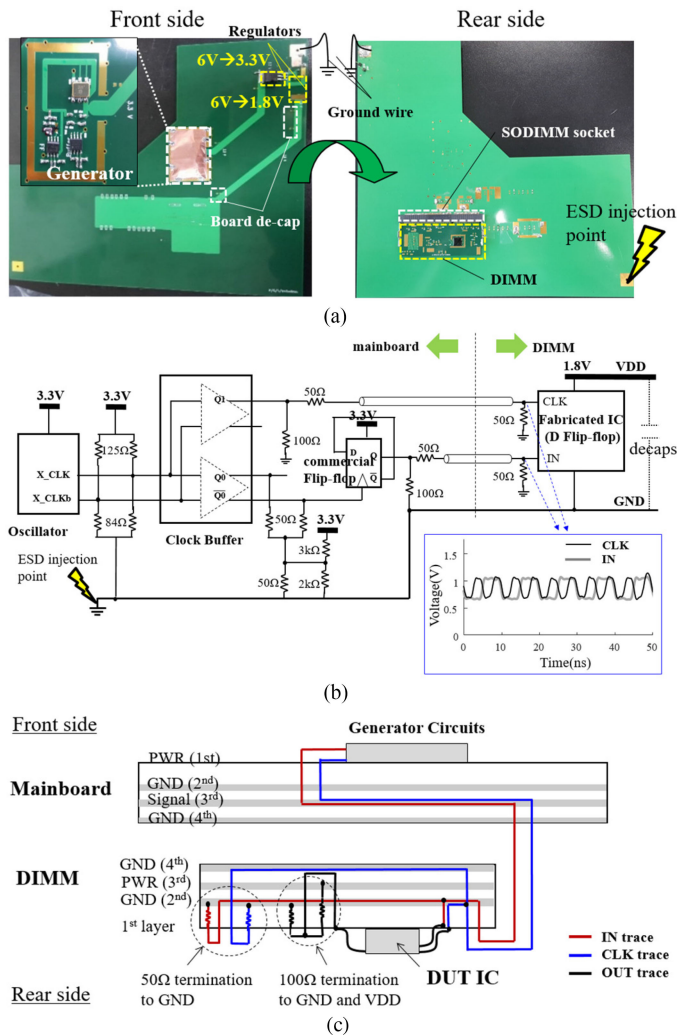 Front side
Rear side
Regulators
6V→3.3V
6V→1.8V
3.3 V
Generator
Board de-cap
Ground wire
SODIMM socket
ESD injection
point
DIMM
(a)
mainboard
DIMM
3.3V
3.3V
125Ω
X_CLK
X_CLKb
84Ω
Oscillator
ESD injection
point
Q1
Q0
Q0
Clock Buffer
50Ω
100Ω
3.3V
D
Q
Q
commercial
Flip-flop
50Ω
100Ω
50Ω
3.3V
3kΩ
50Ω
2kΩ
1.8V
VDD
CLK
50Ω
Fabricated IC
(D Flip-flop)
IN
50Ω
decaps
GND
CLK
IN
Voltage(V)
1.5
1
0.5
0
0
10
20
30
40
50
Time(ns)
(b)
Front side
Generator Circuits
PWR (1st)
Mainboard
GND (2nd)
Signal (3rd)
GND (4th)
DIMM
GND (4th)
PWR (3rd)
GND (2nd)
1st layer
50Ω termination
to GND
100Ω termination
to GND and VDD
DUT IC
IN trace
CLK trace
OUT trace
Rear side
(c)